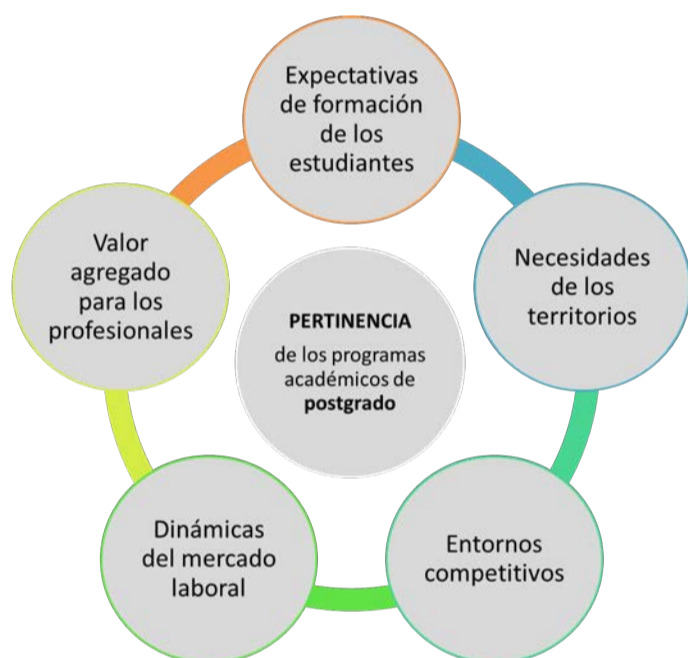 Expectativas
de formación
de los
estudiantes
Necesidades
de los
territorios
Entornos
competitivos
Dinámicas
del mercado
laboral
Valor
agregado
para los
profesionales
PERTINENCIA
de los programas
académicos de
postgrado